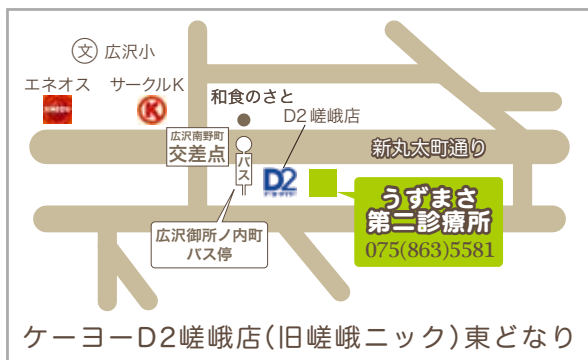 文 広沢小
エネオス
サークルK
K
和食のさと
D2嵯峨店
広沢南野町
交差点
新丸太町通り
バス
D2
うずまさ
第二診療所
075(863)5581
広沢御所ノ内町
バス停
ケーヨーD2嵯峨店(旧嵯峨ニック)東どなり